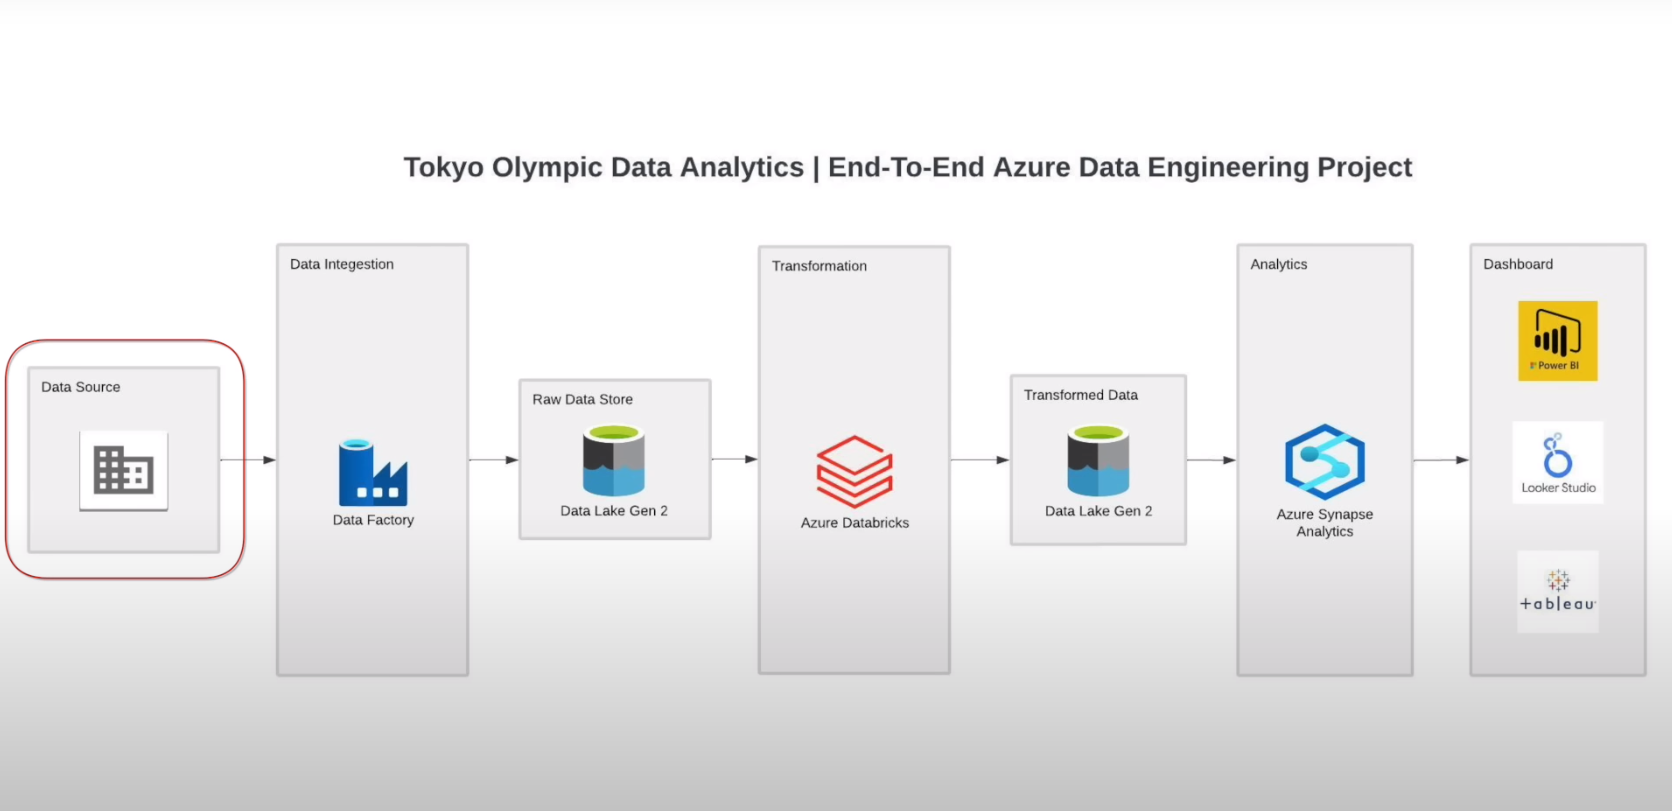 Tokyo Olympic Data Analytics | End-To-End Azure Data Engineering Project
Data Source
Data Integestion
Data Factory
Raw Data Store
Data Lake Gen 2
Transformation
Azure Databricks
Transformed Data
Data Lake Gen 2
Analytics
Azure Synapse
Analytics
Dashboard
Power BI
Looker Studio
+ableau